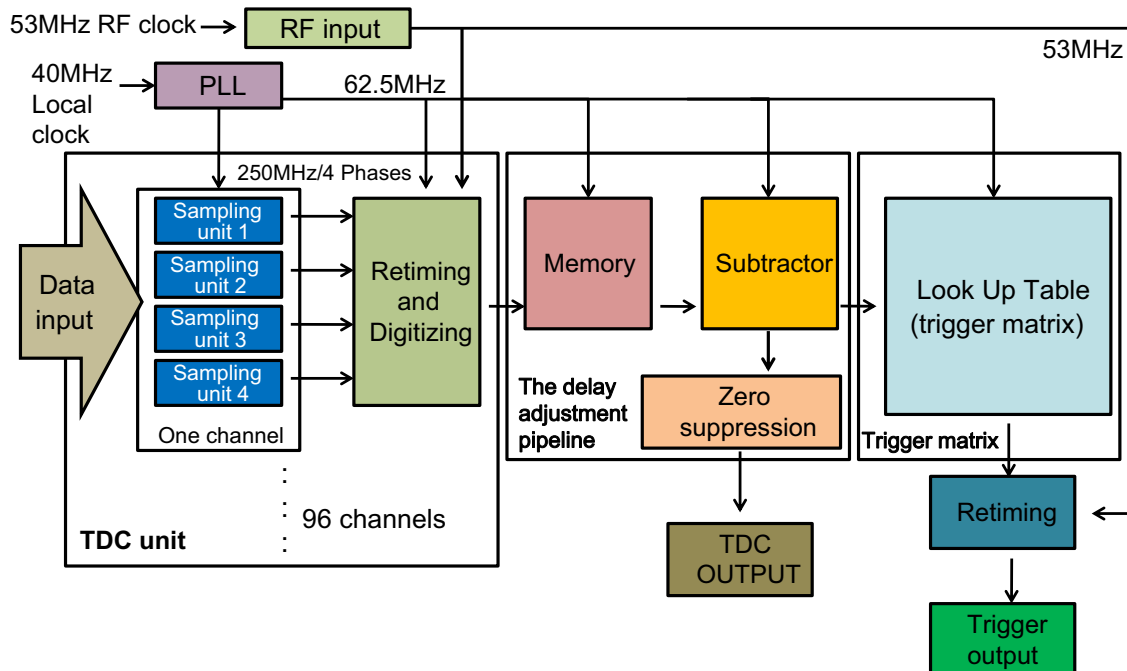 53MHz RF clock
RF input
53MHz
40MHz
Local
clock
PLL
62.5MHz
250MHz/4 Phases
Data
input
Sampling
unit 1
Sampling
unit 2
Sampling
unit 3
Sampling
unit 4
One channel
Retiming
and
Digitizing
96 channels
TDC unit
Memory
Subtractor
The delay
adjustment
pipeline
Zero
suppression
TDC
OUTPUT
Look Up Table
(trigger matrix)
Trigger matrix
Retiming
Trigger
output